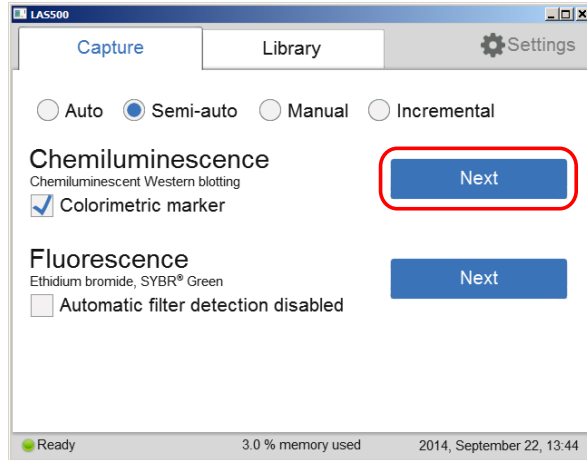 LAS500
Capture Library Settings
Auto Semi-auto Manual Incremental
Chemiluminescence
Chemiluminescent Western blotting
Next
Colorimetric marker
Fluorescence
Ethidium bromide, SYBR® Green
Next
Automatic filter detection disabled
Ready 3.0 % memory used 2014, September 22, 13:44